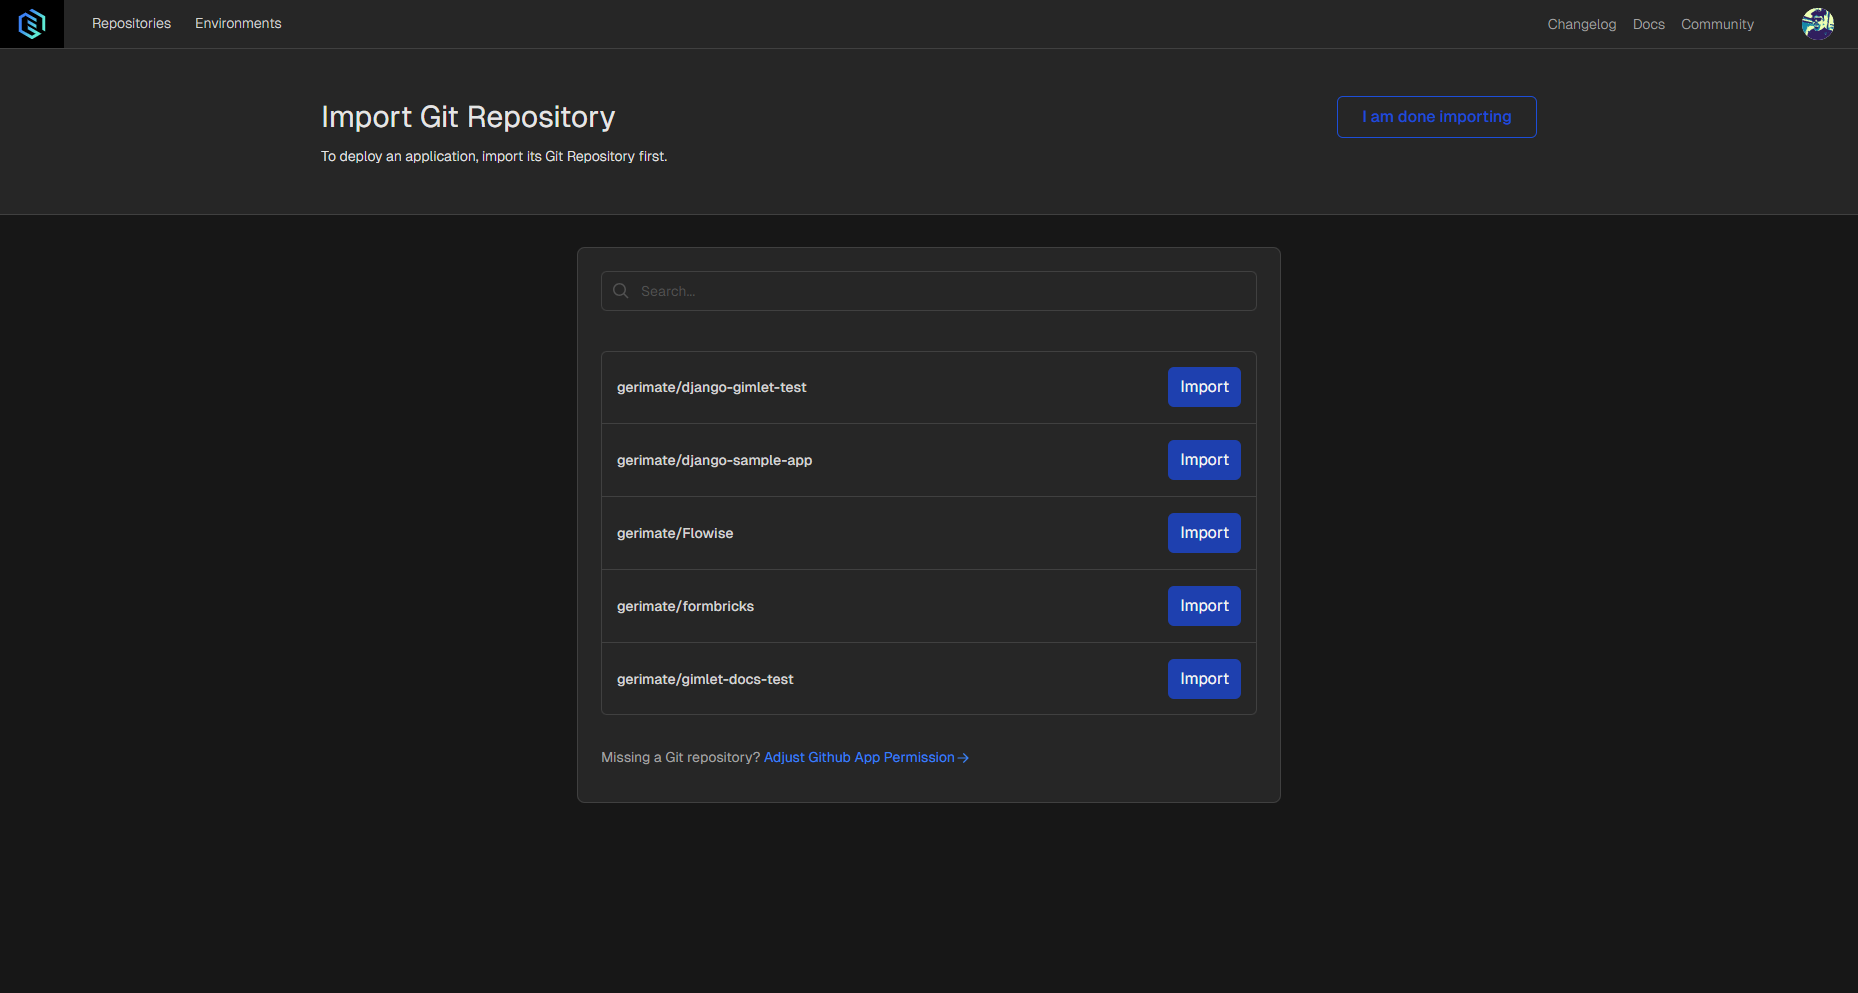 Repositories Environments Changelog Docs Community
Import Git Repository
I am done importing
To deploy an application, import its Git Repository first.
Search...
gerimate/django-gimlet-test Import
gerimate/django-sample-app Import
gerimate/Flowise Import
gerimate/formbricks Import
gerimate/gimlet-docs-test Import
Missing a Git repository? Adjust Github App Permission→